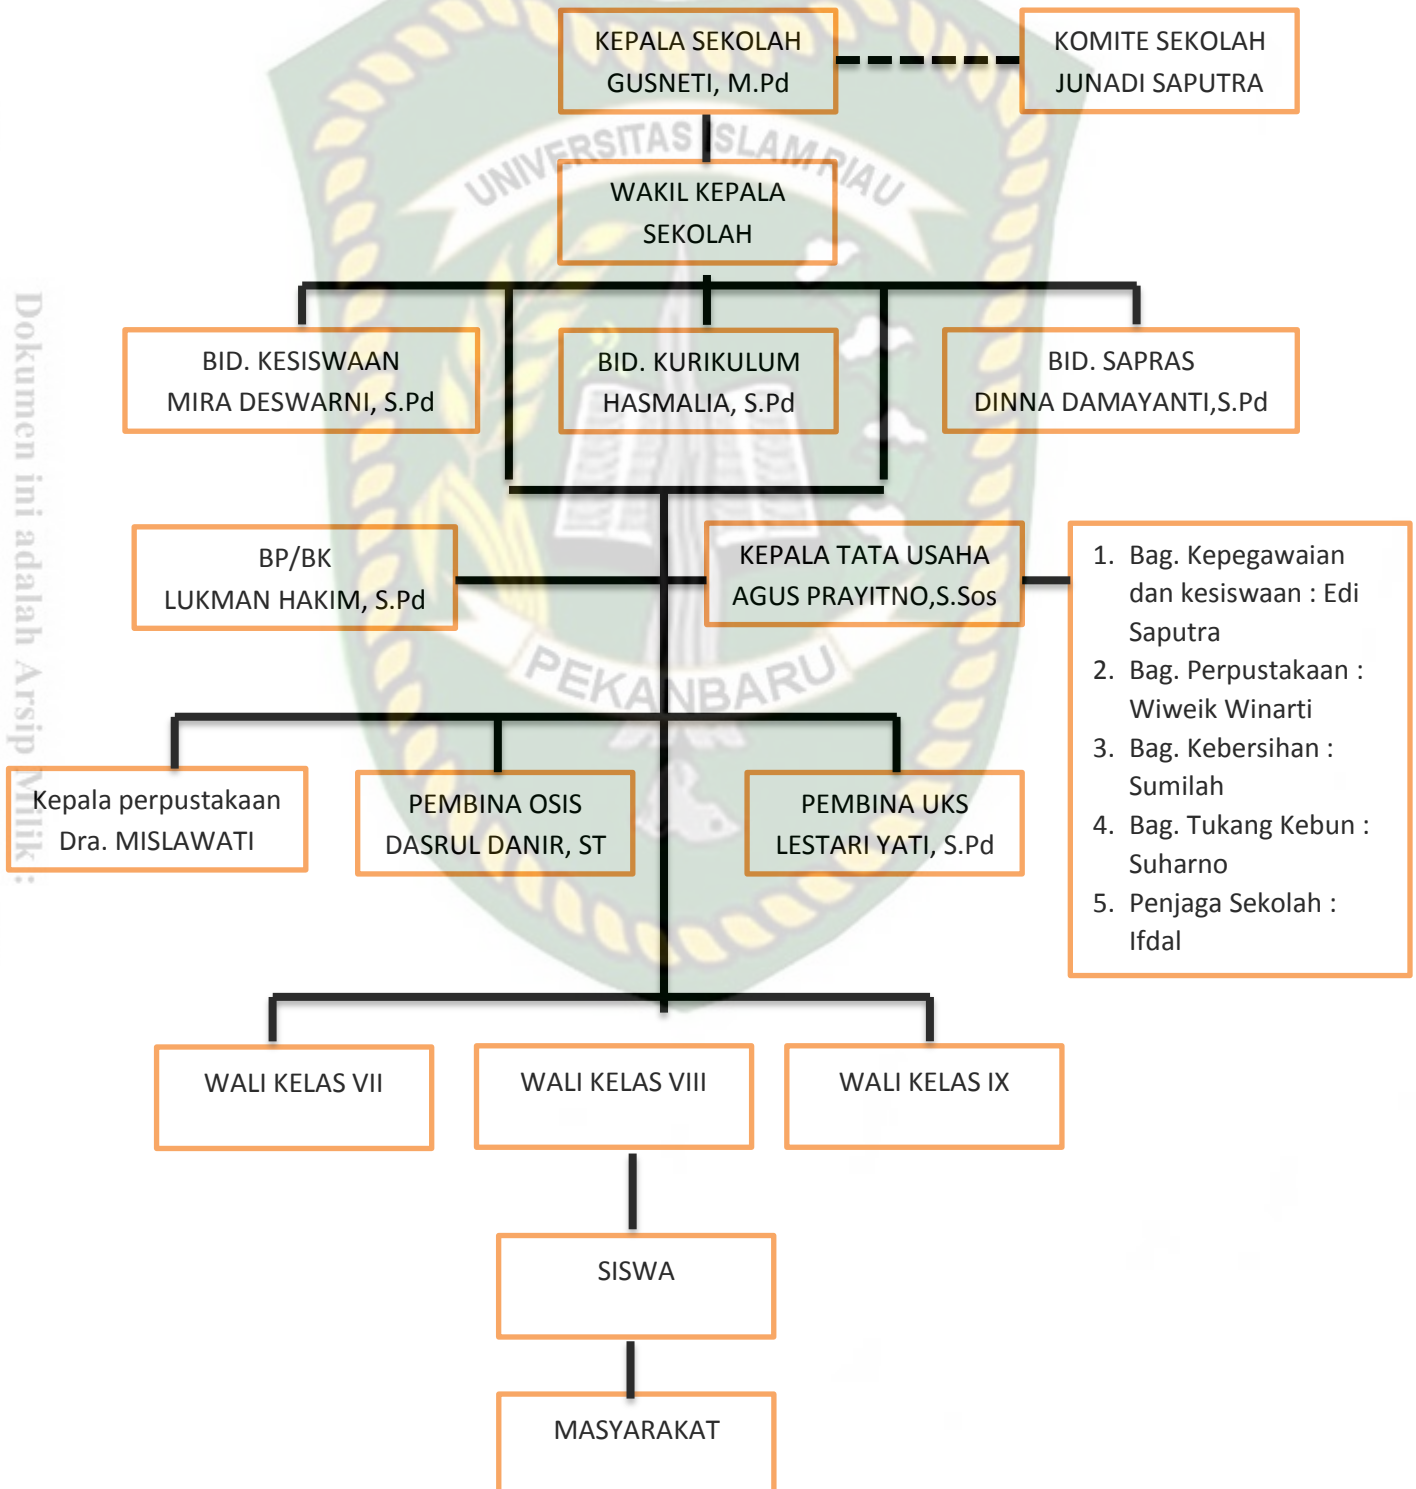 KEPALA SEKOLAH
GUSNETI, M.Pd
KOMITE SEKOLAH
JUNADI SAPUTRA
UNIVERSITAS ISLAM RIAU
WAKIL KEPALA
SEKOLAH
BID. KESISWAAN
MIRA DESWARNI, S.Pd
BID. KURIKULUM
HASMALIA, S.Pd
BID. SAPRAS
DINNA DAMAYANTI,S.Pd
BP/BK
LUKMAN HAKIM, S.Pd
KEPALA TATA USAHA
AGUS PRAYITNO,S.Sos
1. Bag. Kepegawaian
dan kesiswaan : Edi
Saputra
2. Bag. Perpustakaan :
Wiweik Winarti
3. Bag. Kebersihan :
Sumilah
4. Bag. Tukang Kebun :
Suharno
5. Penjaga Sekolah :
Ifdal
PEKANBARU
Kepala perpustakaan
Dra. MISLAWATI
PEMBINA OSIS
DASRUL DANIR, ST
PEMBINA UKS
LESTARI YATI, S.Pd
WALI KELAS VII
WALI KELAS VIII
WALI KELAS IX
SISWA
MASYARAKAT
Dokumen ini adalah Arsip Milik :